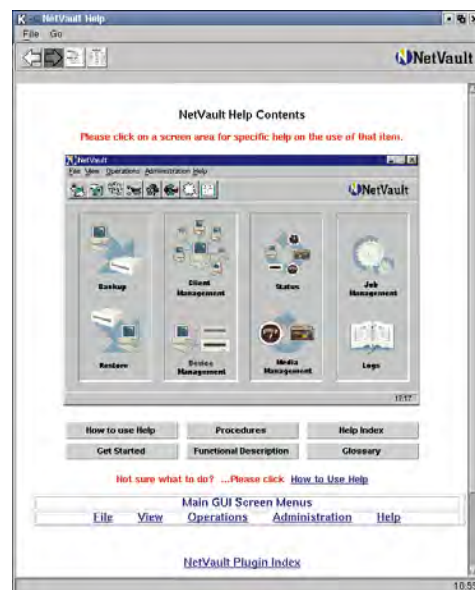 NetVault Help
File Go
NetVault
NetVault Help Contents
Please click on a screen area for specific help on the use of that item.
NetVault
File View Operations Administration Help
NetVault
Backup
Client Management
Status
Job Management
Restore
Device Management
Media Management
Logs
How to use Help Procedures Help Index
Get Started Functional Description Glossary
Not sure what to do? ...Please click How to Use Help
Main GUI Screen Menus
File View Operations Administration Help
NetVault Plugin Index